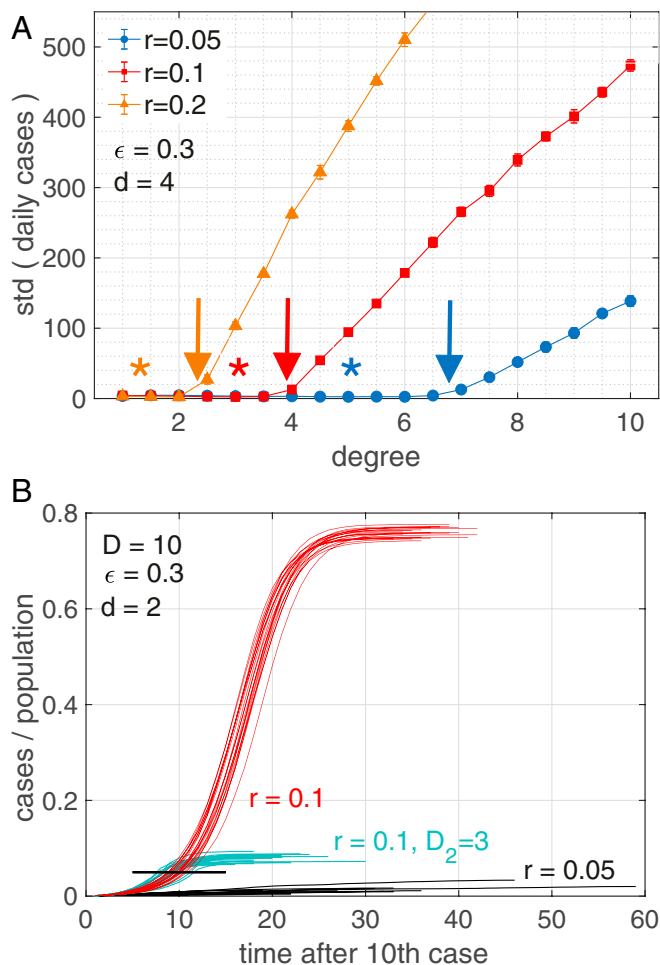 A
500
400
300
200
100
0
std ( daily cases )
r=0.05
r=0.1
r=0.2
ϵ = 0.3
d = 4
* * *
2 4 6 8 10
degree
B
0.8
0.6
0.4
0.2
0
cases / population
D = 10
ϵ = 0.3
d = 2
r = 0.1
r = 0.1, D₂=3
r = 0.05
0 10 20 30 40 50 60
time after 10th case